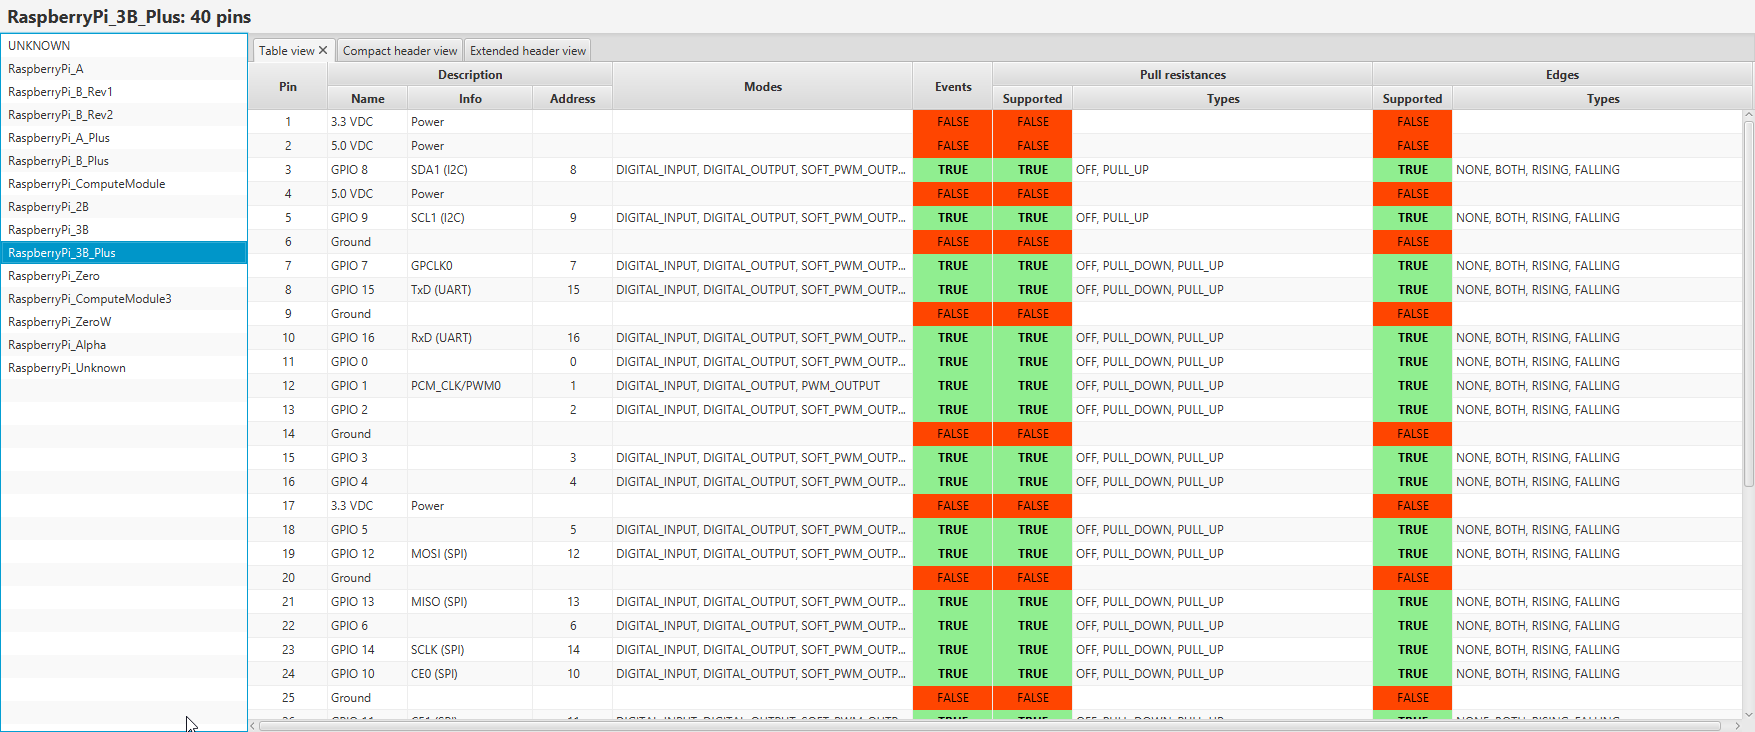 RaspberryPi_3B_Plus: 40 pins
UNKNOWN
RaspberryPi_A
RaspberryPi_B_Rev1
RaspberryPi_B_Rev2
RaspberryPi_A_Plus
RaspberryPi_B_Plus
RaspberryPi_ComputeModule
RaspberryPi_2B
RaspberryPi_3B
RaspberryPi_3B_Plus
RaspberryPi_Zero
RaspberryPi_ComputeModule3
RaspberryPi_ZeroW
RaspberryPi_Alpha
RaspberryPi_Unknown
Table view Compact header view Extended header view
Pin Description Modes Events Pull resistances Edges
Name Info Address Supported Types Supported Types
1 3.3 VDC Power FALSE FALSE FALSE
2 5.0 VDC Power FALSE FALSE FALSE
3 GPIO 8 SDA1 (I2C) 8 DIGITAL_INPUT, DIGITAL_OUTPUT, SOFT_PWM_OUTP... TRUE TRUE OFF, PULL_UP TRUE NONE, BOTH, RISING, FALLING
4 5.0 VDC Power FALSE FALSE FALSE
5 GPIO 9 SCL1 (I2C) 9 DIGITAL_INPUT, DIGITAL_OUTPUT, SOFT_PWM_OUTP... TRUE TRUE OFF, PULL_UP TRUE NONE, BOTH, RISING, FALLING
6 Ground FALSE FALSE FALSE
7 GPIO 7 GPCLK0 7 DIGITAL_INPUT, DIGITAL_OUTPUT, SOFT_PWM_OUTP... TRUE TRUE OFF, PULL_DOWN, PULL_UP TRUE NONE, BOTH, RISING, FALLING
8 GPIO 15 TxD (UART) 15 DIGITAL_INPUT, DIGITAL_OUTPUT, SOFT_PWM_OUTP... TRUE TRUE OFF, PULL_DOWN, PULL_UP TRUE NONE, BOTH, RISING, FALLING
9 Ground FALSE FALSE FALSE
10 GPIO 16 RxD (UART) 16 DIGITAL_INPUT, DIGITAL_OUTPUT, SOFT_PWM_OUTP... TRUE TRUE OFF, PULL_DOWN, PULL_UP TRUE NONE, BOTH, RISING, FALLING
11 GPIO 0 0 DIGITAL_INPUT, DIGITAL_OUTPUT, SOFT_PWM_OUTP... TRUE TRUE OFF, PULL_DOWN, PULL_UP TRUE NONE, BOTH, RISING, FALLING
12 GPIO 1 PCM_CLK/PWM0 1 DIGITAL_INPUT, DIGITAL_OUTPUT, PWM_OUTPUT TRUE TRUE OFF, PULL_DOWN, PULL_UP TRUE NONE, BOTH, RISING, FALLING
13 GPIO 2 2 DIGITAL_INPUT, DIGITAL_OUTPUT, SOFT_PWM_OUTP... TRUE TRUE OFF, PULL_DOWN, PULL_UP TRUE NONE, BOTH, RISING, FALLING
14 Ground FALSE FALSE FALSE
15 GPIO 3 3 DIGITAL_INPUT, DIGITAL_OUTPUT, SOFT_PWM_OUTP... TRUE TRUE OFF, PULL_DOWN, PULL_UP TRUE NONE, BOTH, RISING, FALLING
16 GPIO 4 4 DIGITAL_INPUT, DIGITAL_OUTPUT, SOFT_PWM_OUTP... TRUE TRUE OFF, PULL_DOWN, PULL_UP TRUE NONE, BOTH, RISING, FALLING
17 3.3 VDC Power FALSE FALSE FALSE
18 GPIO 5 5 DIGITAL_INPUT, DIGITAL_OUTPUT, SOFT_PWM_OUTP... TRUE TRUE OFF, PULL_DOWN, PULL_UP TRUE NONE, BOTH, RISING, FALLING
19 GPIO 12 MOSI (SPI) 12 DIGITAL_INPUT, DIGITAL_OUTPUT, SOFT_PWM_OUTP... TRUE TRUE OFF, PULL_DOWN, PULL_UP TRUE NONE, BOTH, RISING, FALLING
20 Ground FALSE FALSE FALSE
21 GPIO 13 MISO (SPI) 13 DIGITAL_INPUT, DIGITAL_OUTPUT, SOFT_PWM_OUTP... TRUE TRUE OFF, PULL_DOWN, PULL_UP TRUE NONE, BOTH, RISING, FALLING
22 GPIO 6 6 DIGITAL_INPUT, DIGITAL_OUTPUT, SOFT_PWM_OUTP... TRUE TRUE OFF, PULL_DOWN, PULL_UP TRUE NONE, BOTH, RISING, FALLING
23 GPIO 14 SCLK (SPI) 14 DIGITAL_INPUT, DIGITAL_OUTPUT, SOFT_PWM_OUTP... TRUE TRUE OFF, PULL_DOWN, PULL_UP TRUE NONE, BOTH, RISING, FALLING
24 GPIO 10 CE0 (SPI) 10 DIGITAL_INPUT, DIGITAL_OUTPUT, SOFT_PWM_OUTP... TRUE TRUE OFF, PULL_DOWN, PULL_UP TRUE NONE, BOTH, RISING, FALLING
25 Ground FALSE FALSE FALSE